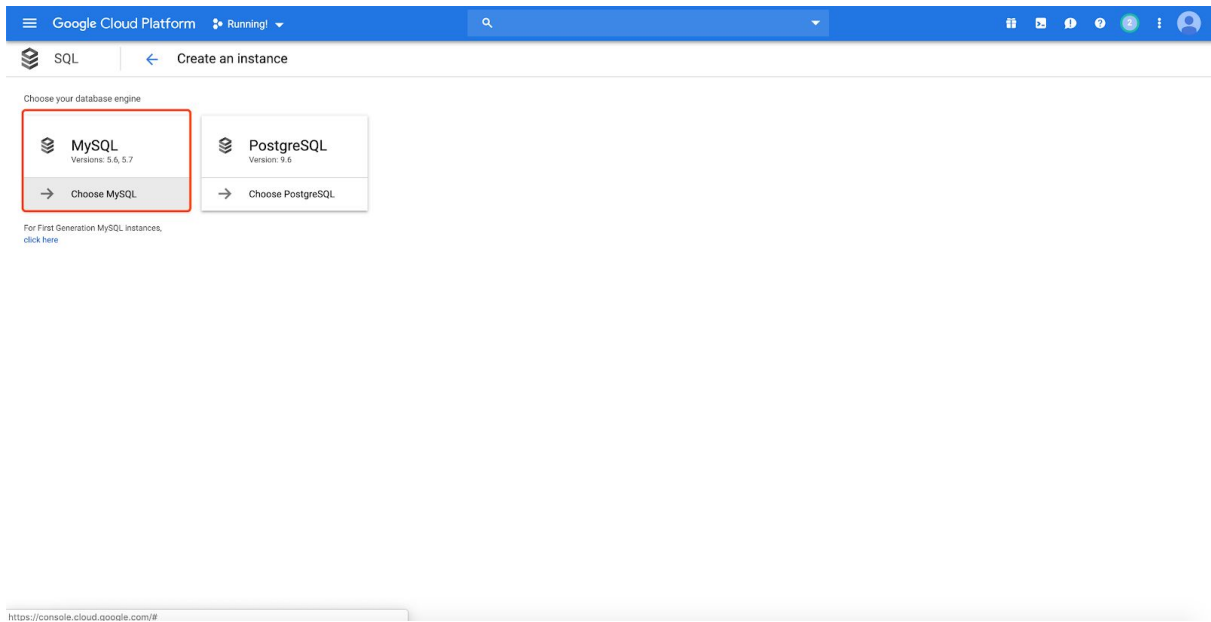 Google Cloud Platform Running!
2
SQL Create an instance
Choose your database engine
MySQL
Versions: 5.6, 5.7
Choose MySQL
PostgreSQL
Version: 9.6
Choose PostgreSQL
For First Generation MySQL instances,
click here
https://console.cloud.google.com/#